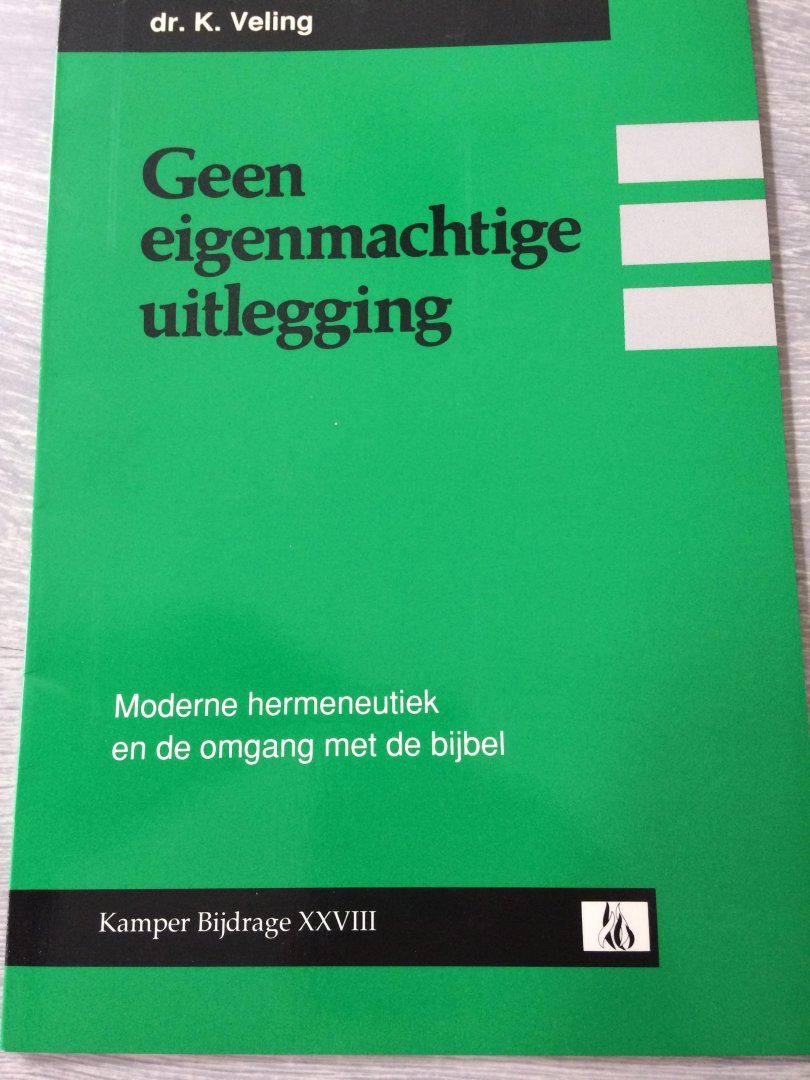 dr. K. Veling
Geen
eigenmachtige
uitlegging
Moderne hermeneutiek
en de omgang met de bijbel
Kamper Bijdrage XXVIII